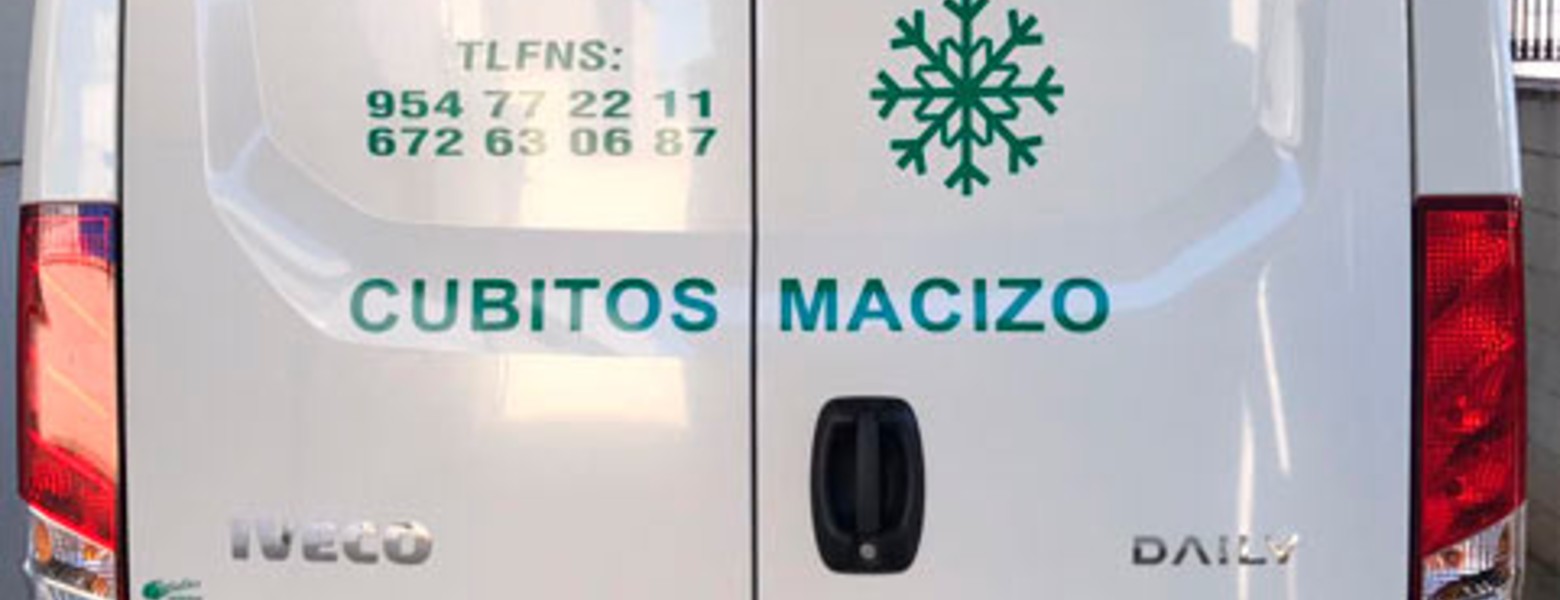 TLFNS:
954 77 22 11
672 63 06 87
CUBITOS MACIZO
IVECO
DAILY